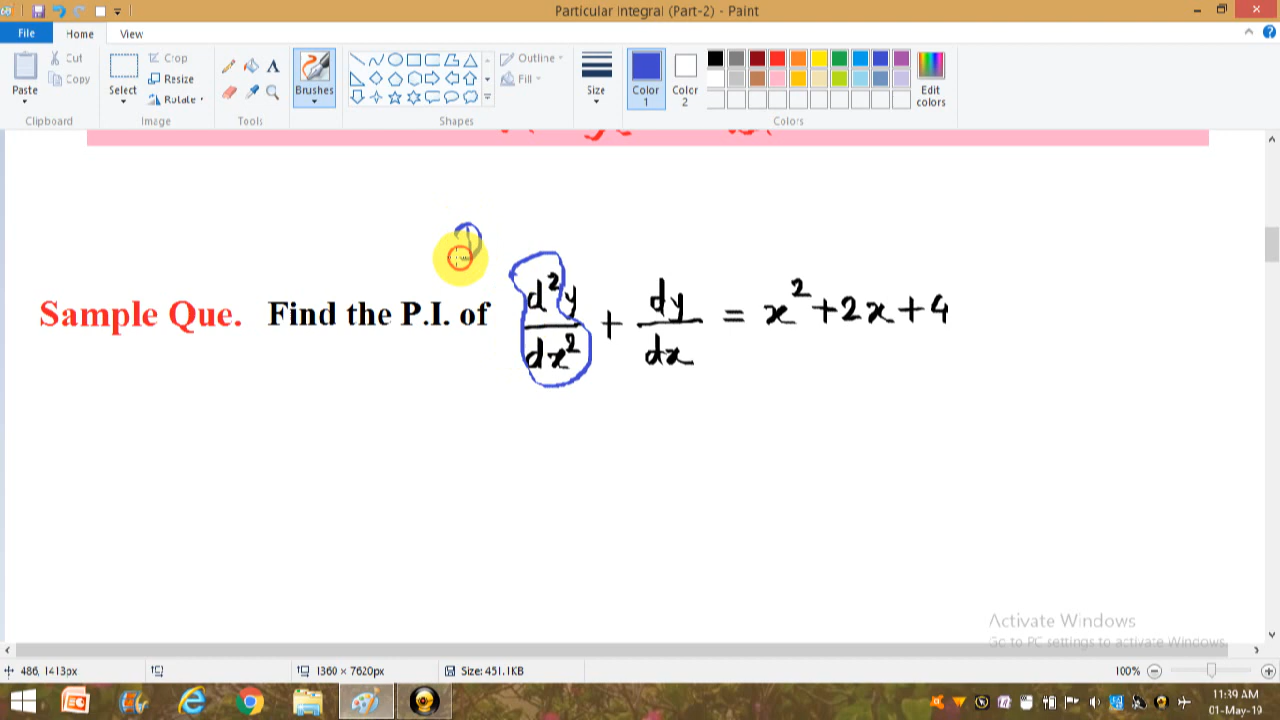 Particular Integral (Part-2) - Paint
File Home View
Paste Cut Copy
Clipboard
Select Crop Resize Rotate
Image
A
Tools
Brushes
Outline Fill
Shapes
Size
Color 1 Color 2
Edit colors
Colors
D
Sample Que. Find the P.I. of d²y/dx² + dy/dx = x² + 2x + 4
Activate Windows
Go to PC settings to activate Windows.
486, 1413px 1360 × 7620px Size: 451.1KB 100%
11:39 AM
01-May-19